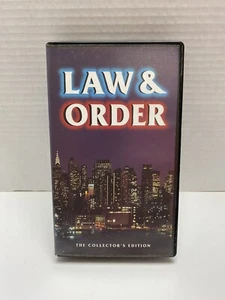 LAW &
ORDER
THE COLLECTOR'S EDITION